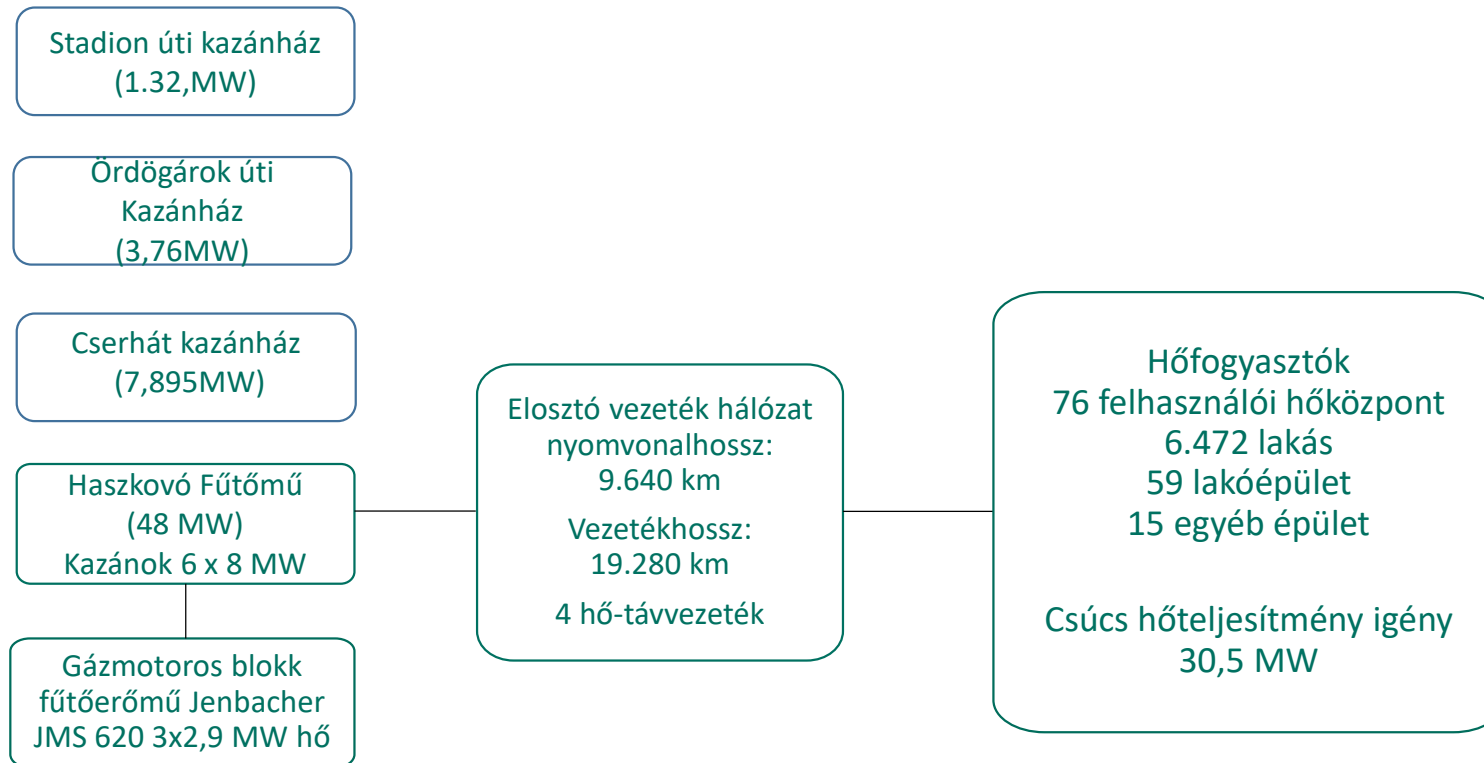 Stadion úti kazánház
(1.32,MW)
Ördögárok úti
Kazánház
(3,76MW)
Cserhát kazánház
(7,895MW)
Haszkovó Fűtőmű
(48 MW)
Kazánok 6 x 8 MW
Gázmotoros blokk
fűtőerőmű Jenbacher
JMS 620 3x2,9 MW hő
Elosztó vezeték hálózat
nyomvonalhossz:
9.640 km
Vezetékhossz:
19.280 km
4 hő-távvezeték
Hőfogyasztók
76 felhasználói hőközpont
6.472 lakás
59 lakóépület
15 egyéb épület
Csúcs hőteljesítmény igény
30,5 MW